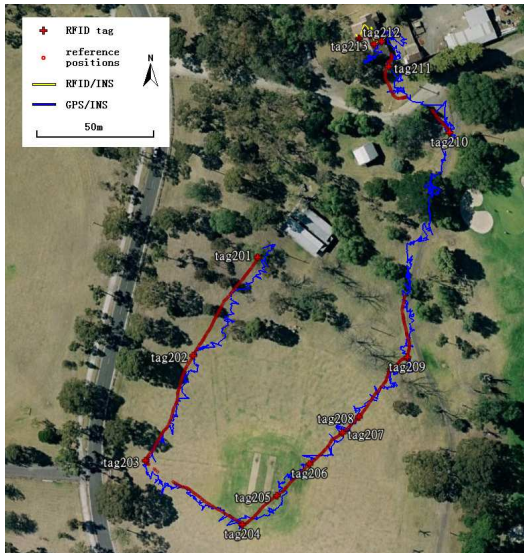 RFID tag
reference
positions
RFID/INS
GPS/INS
N
50m
tag212
tag213
tag211
tag210
tag201
tag202
tag209
tag208
tag207
tag203
tag206
tag205
tag204